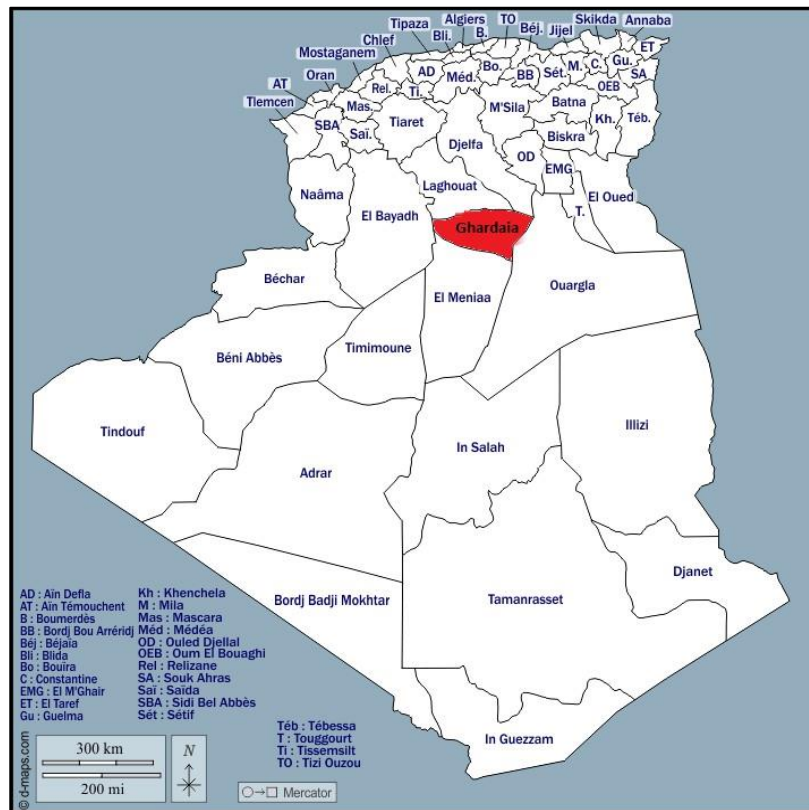 Tipaza
Algiers
TO
Skikda
Annaba
Bli.
B.
Béj.
Jijel
Chlef
Mostaganem
Oran
AT
Tlemcen
AD
Méd.
Bo.
BB
Sét.
M.
C.
Gu.
ET
SA
OEB
Rel.
Ti.
Mas.
SBA
Saï.
Tiaret
M'Sila
Batna
Kh.
Téb.
Djelfa
Biskra
OD
EMG
Laghouat
Naâma
El Bayadh
T.
El Oued
Ghardaia
Béchar
El Meniaa
Ouargla
Béni Abbès
Timimoune
Tindouf
Illizi
In Salah
Adrar
Djanet
Bordj Badji Mokhtar
Tamanrasset
In Guezzam
AD : Aïn Defla
AT : Aïn Témouchent
B : Boumerdès
BB : Bordj Bou Arréridj
Béj : Béjaïa
Bli : Blida
Bo : Bouïra
C : Constantine
EMG : El M'Ghair
ET : El Taref
Gu : Guelma
Kh : Khenchela
M : Mila
Mas : Mascara
Méd : Médéa
OD : Ouled Djellal
OEB : Oum El Bouaghi
Rel : Relizane
SA : Souk Ahras
Saï : Saïda
SBA : Sidi Bel Abbès
Sét : Sétif
Téb : Tébessa
T : Touggourt
Ti : Tissemsilt
TO : Tizi Ouzou
300 km
200 mi
N
Mercator
© d-maps.com